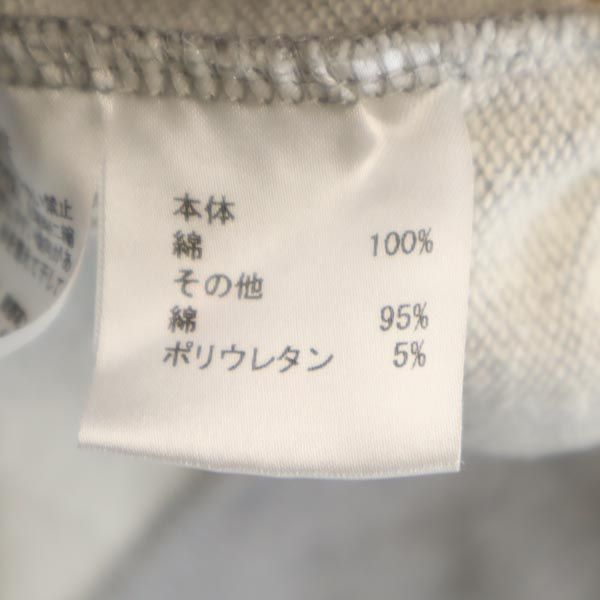 本体
綿 100%
その他
綿 95%
ポリウレタン 5%